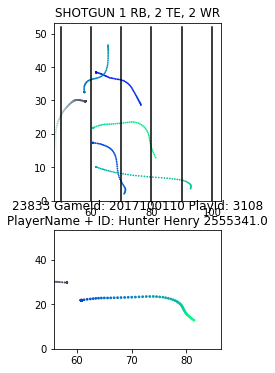 SHOTGUN 1 RB, 2 TE, 2 WR
50
40
30
20
10
0
60 80 100
23833 GameId: 2017100110 PlayId: 3108
PlayerName + ID: Hunter Henry 2555341.0
40
20
0
60 70 80